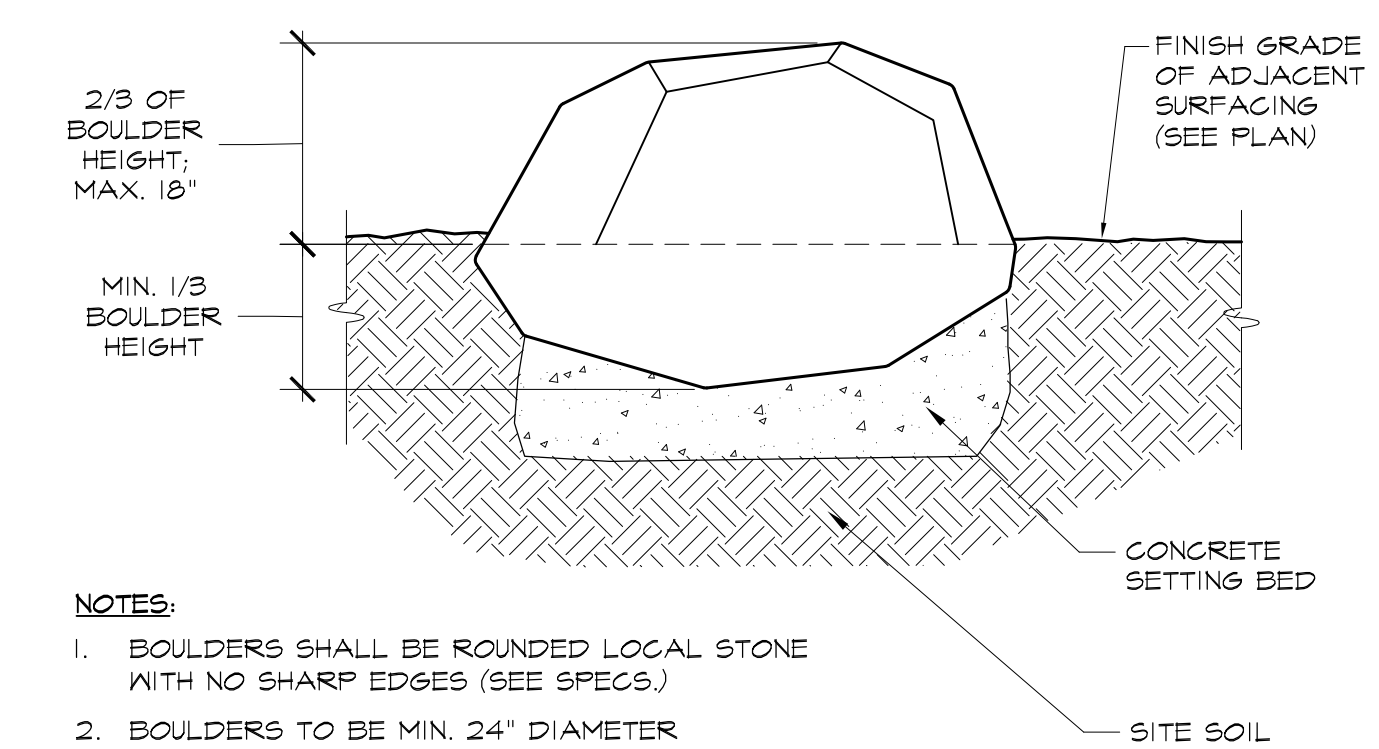 2/3 OF
BOULDER
HEIGHT;
MAX. 18"
MIN. 1/3
BOULDER
HEIGHT
FINISH GRADE
OF ADJACENT
SURFACING
(SEE PLAN)
CONCRETE
SETTING BED
SITE SOIL
NOTES:
1. BOULDERS SHALL BE ROUNDED LOCAL STONE
WITH NO SHARP EDGES (SEE SPECS.)
2. BOULDERS TO BE MIN. 24" DIAMETER